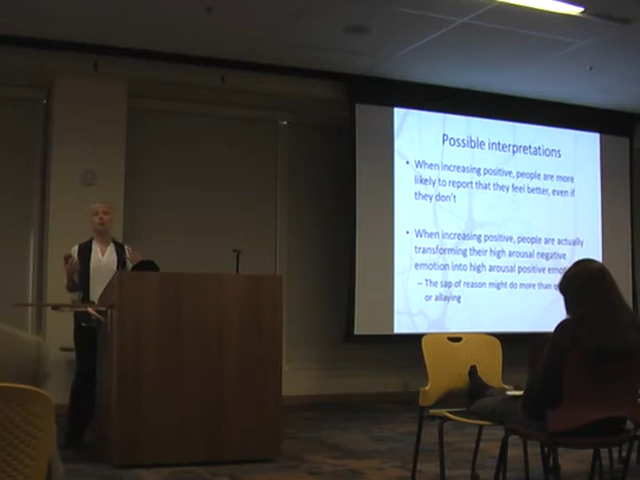 Possible interpretations
• When increasing positive, people are more
likely to report that they feel better, even if
they don't
• When increasing positive, people are actually
transforming their high arousal negative
emotion into high arousal positive
– The sap of reason might do more than
or allaying